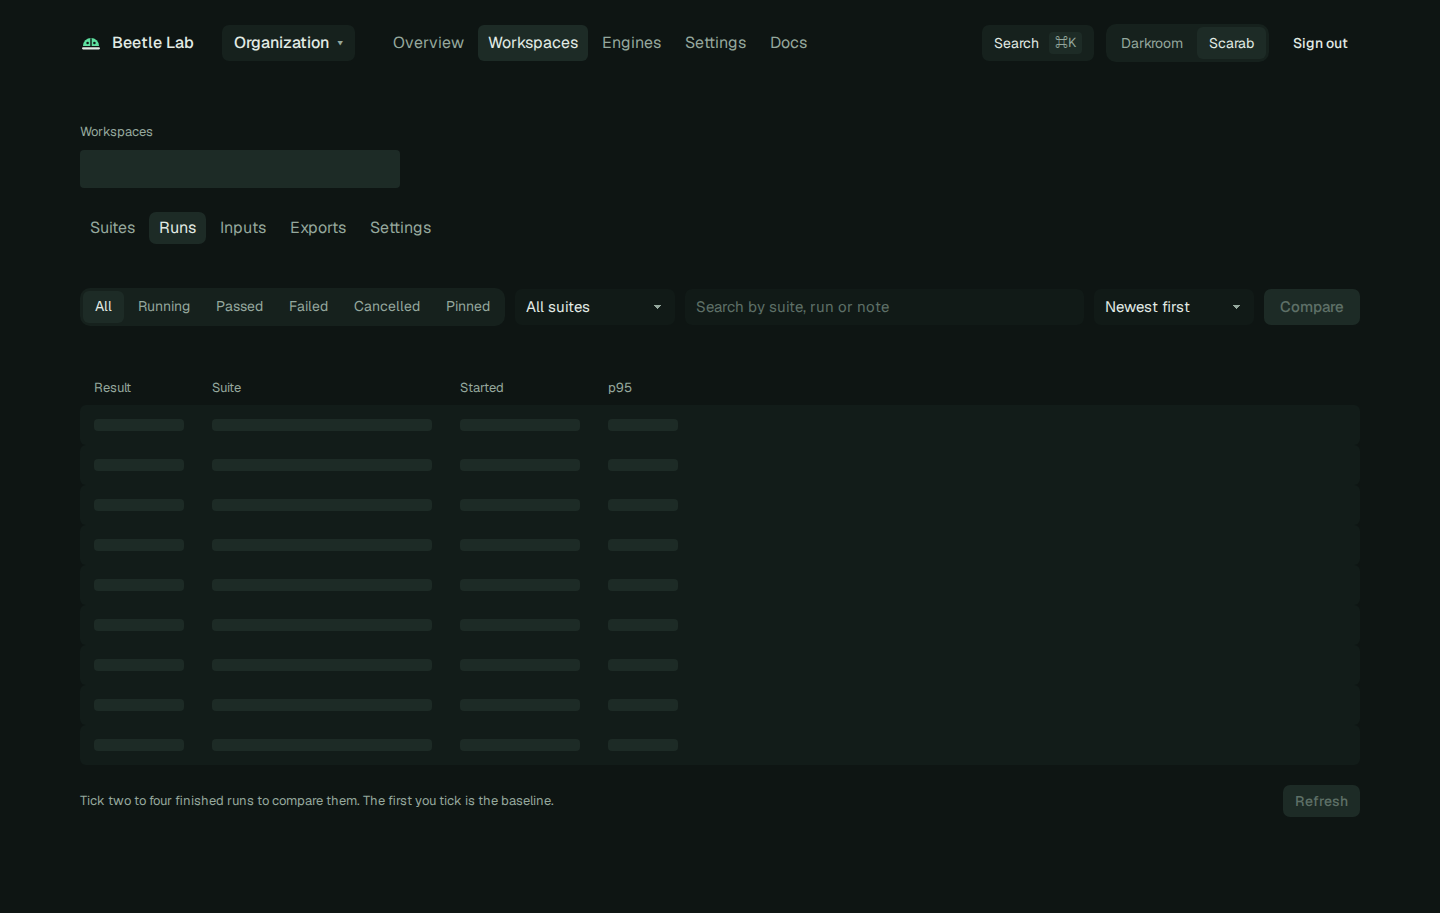 Beetle Lab Organization Overview Workspaces Engines Settings Docs Search ⌘K Darkroom Scarab Sign out
Workspaces
Suites Runs Inputs Exports Settings
All Running Passed Failed Cancelled Pinned All suites Search by suite, run or note Newest first Compare
Result Suite Started p95
Tick two to four finished runs to compare them. The first you tick is the baseline. Refresh